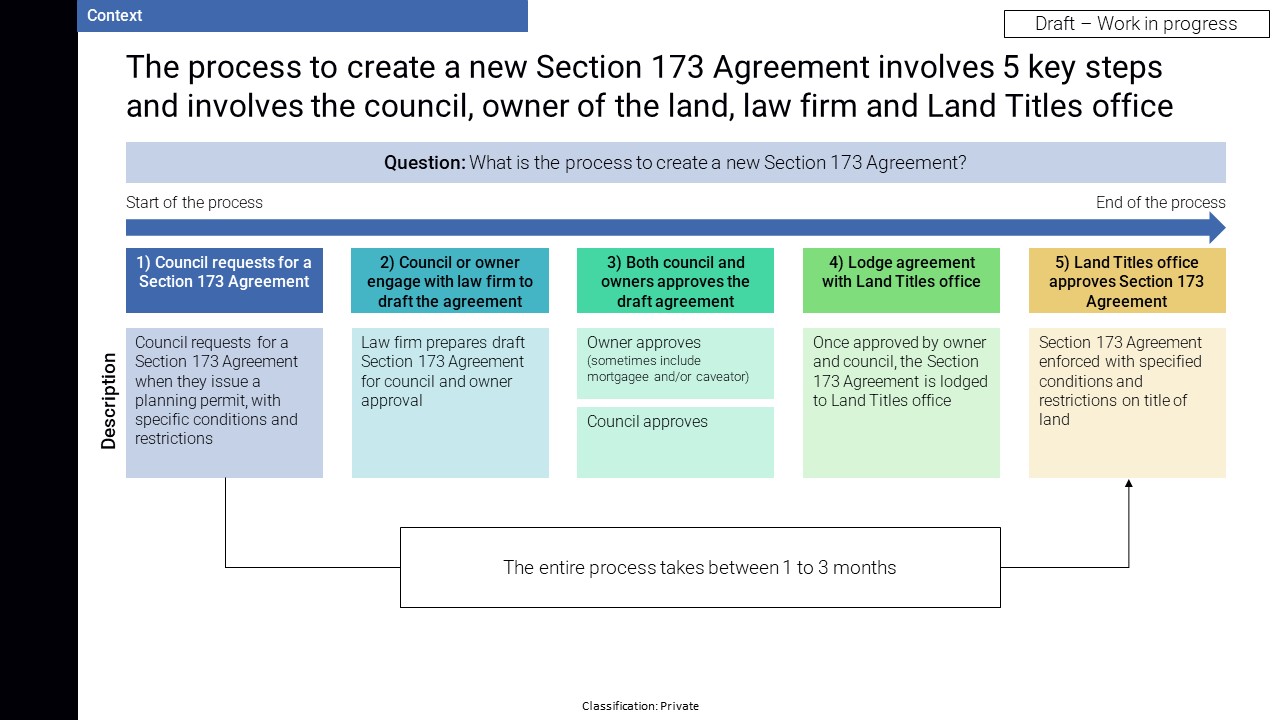 Context
Draft – Work in progress
The process to create a new Section 173 Agreement involves 5 key steps
and involves the council, owner of the land, law firm and Land Titles office
Question: What is the process to create a new Section 173 Agreement?
Start of the process
End of the process
1) Council requests for a
Section 173 Agreement
2) Council or owner
engage with law firm to
draft the agreement
3) Both council and
owners approves the
draft agreement
4) Lodge agreement
with Land Titles office
5) Land Titles office
approves Section 173
Agreement
Description
Council requests for a
Section 173 Agreement
when they issue a
planning permit, with
specific conditions and
restrictions
Law firm prepares draft
Section 173 Agreement
for council and owner
approval
Owner approves
(sometimes include
mortgagee and/or caveator)
Council approves
Once approved by owner
and council, the Section
173 Agreement is lodged
to Land Titles office
Section 173 Agreement
enforced with specified
conditions and
restrictions on title of
land
The entire process takes between 1 to 3 months
Classification: Private